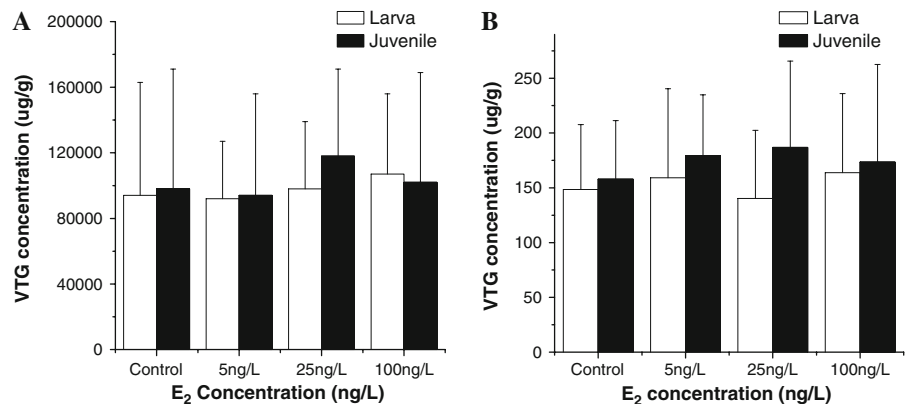 A
Larva
Juvenile
VTG concentration (ug/g)
200000
160000
120000
80000
40000
0
Control 5ng/L 25ng/L 100ng/L
E₂ Concentration (ng/L)
B
Larva
Juvenile
VTG concentration (ug/g)
250
200
150
100
50
0
Control 5ng/L 25ng/L 100ng/L
E₂ concentration (ng/L)